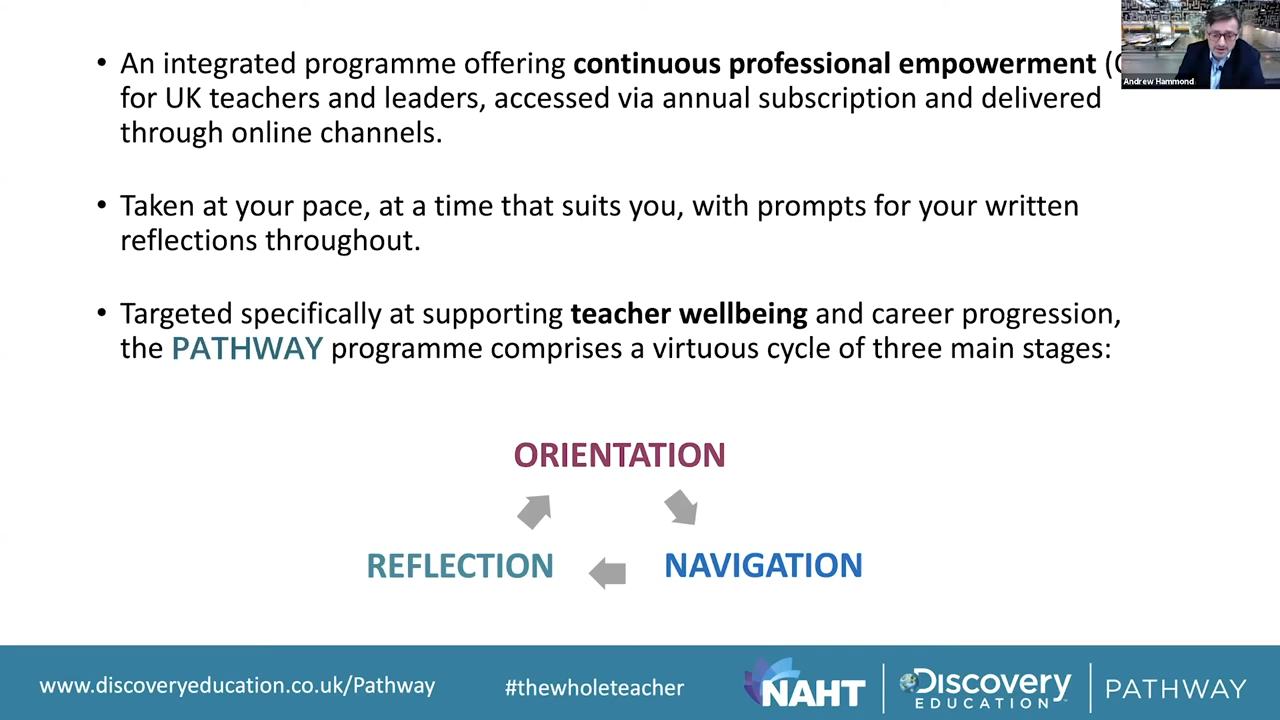 • An integrated programme offering continuous professional empowerment (
for UK teachers and leaders, accessed via annual subscription and delivered
through online channels.
• Taken at your pace, at a time that suits you, with prompts for your written
reflections throughout.
• Targeted specifically at supporting teacher wellbeing and career progression,
the PATHWAY programme comprises a virtuous cycle of three main stages:
ORIENTATION
REFLECTION
NAVIGATION
Andrew Hammond
www.discoveryeducation.co.uk/Pathway
#thewholeteacher
NAHT
Discovery
EDUCATION
PATHWAY